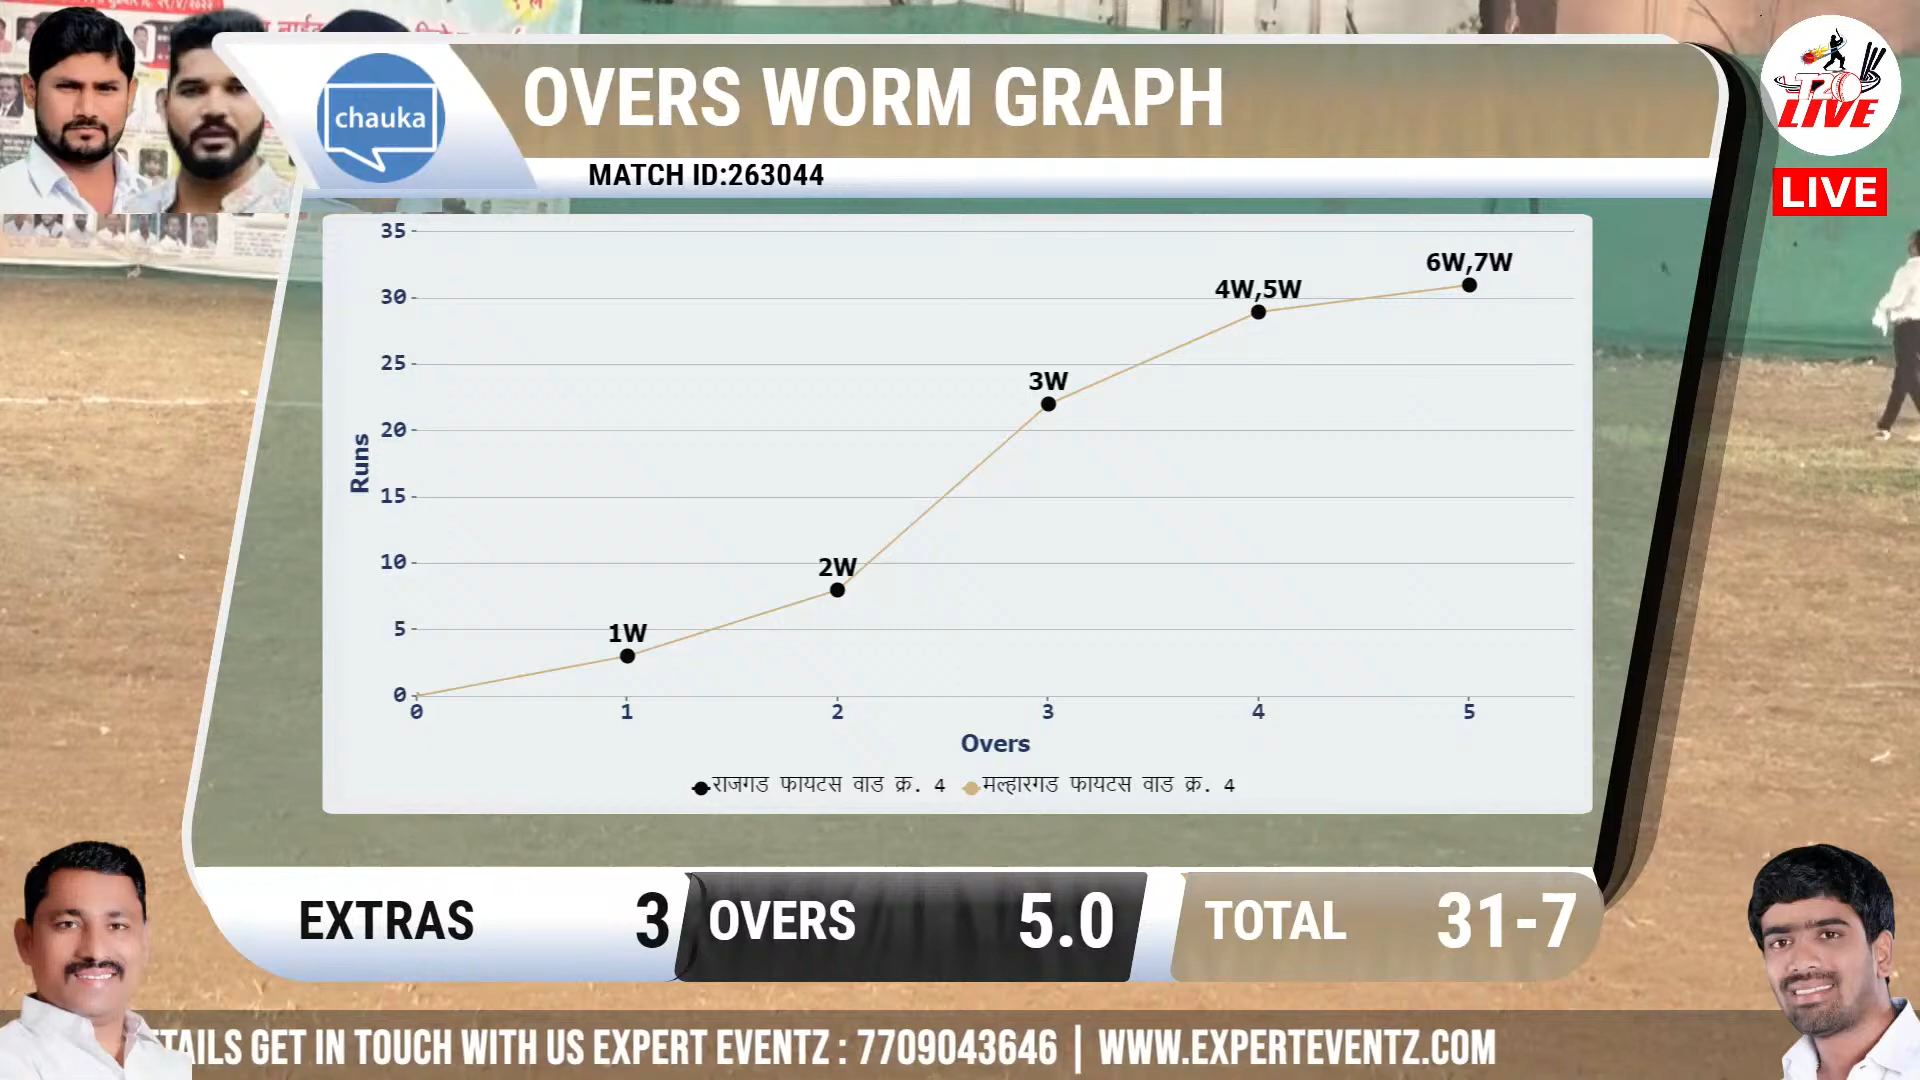 chauka
OVERS WORM GRAPH
MATCH ID:263044
T20
LIVE
LIVE
35
30
25
20
15
10
5
0
Runs
1W
2W
3W
4W,5W
6W,7W
0 1 2 3 4 5
Overs
राजगड फायटस वाड क्र. 4 मल्हारगड फायटस वाड क्र. 4
EXTRAS 3 OVERS 5.0 TOTAL 31-7
TAILS GET IN TOUCH WITH US EXPERT EVENTZ : 7709043646 | WWW.EXPERTEVENTZ.COM